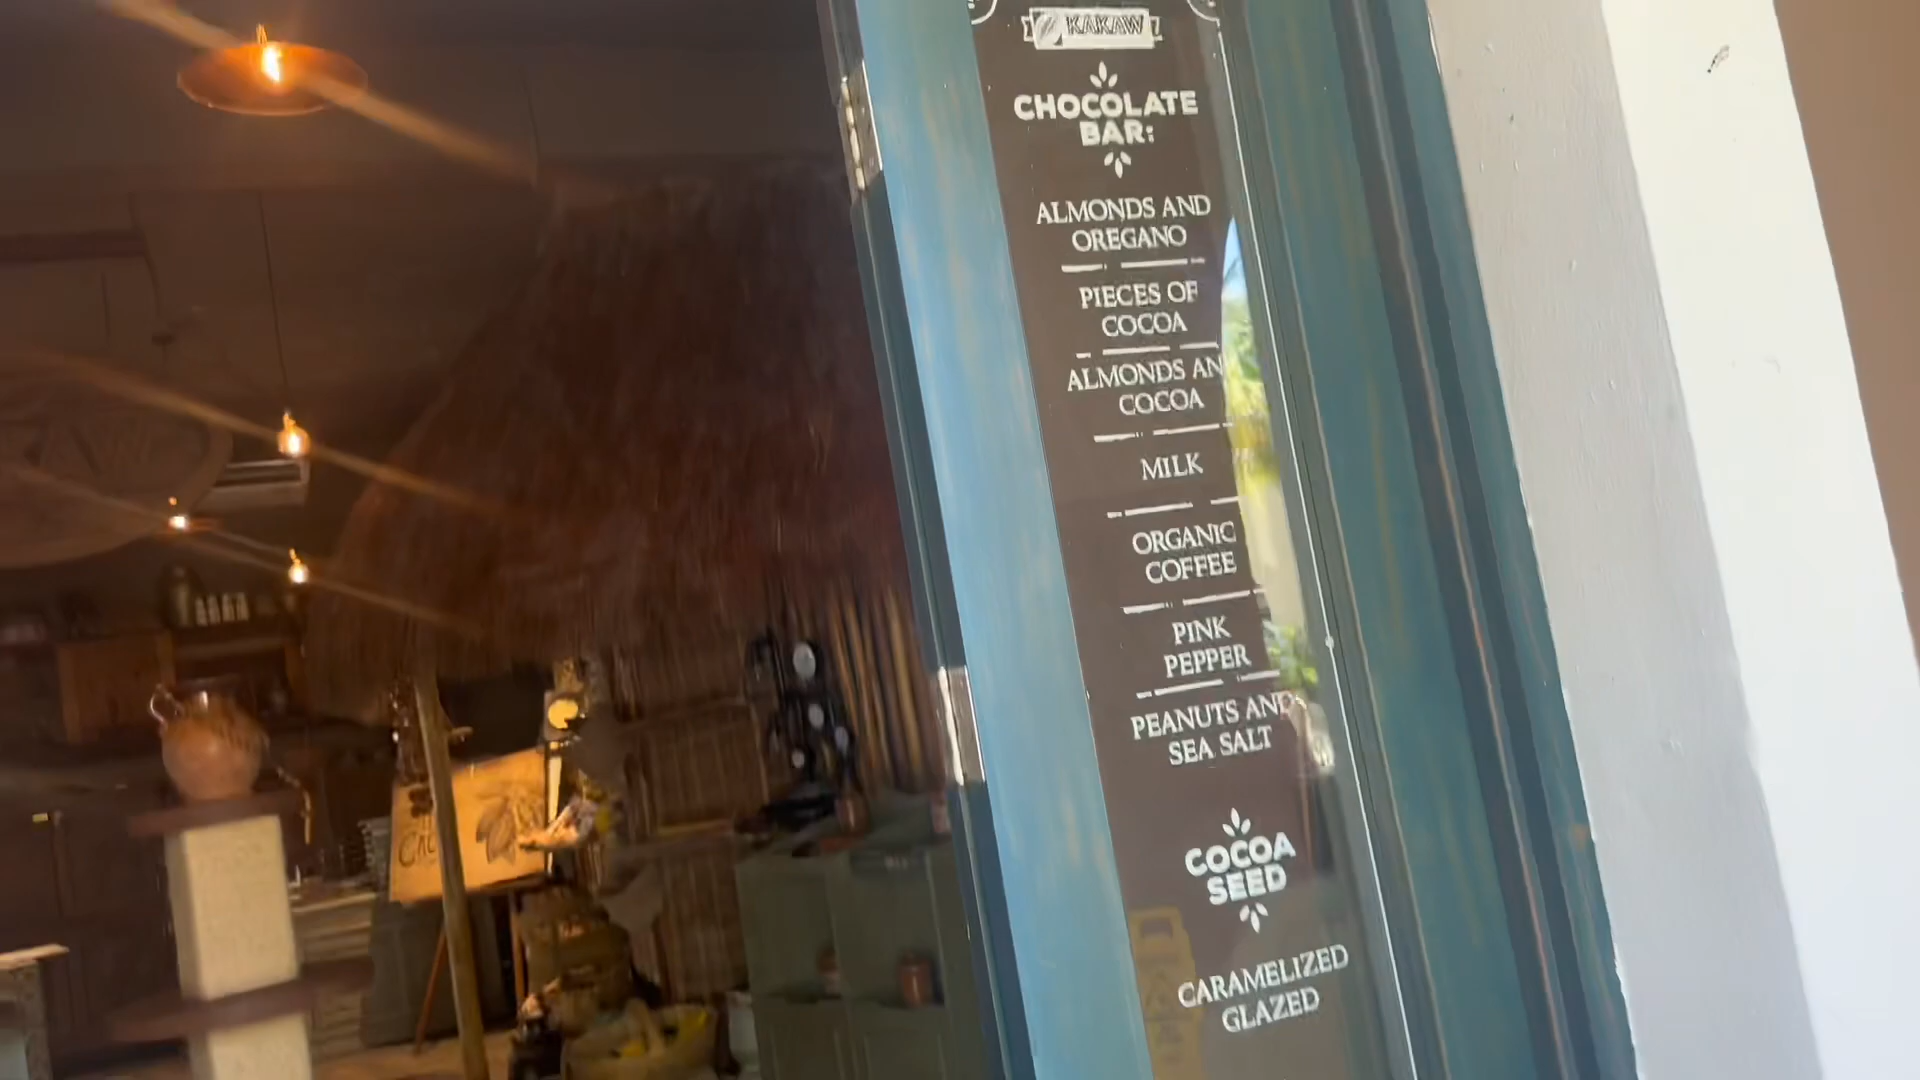 KAKAW
CHOCOLATE
BAR:
ALMONDS AND
OREGANO
PIECES OF
COCOA
ALMONDS AN
COCOA
MILK
ORGANIC
COFFEE
PINK
PEPPER
PEANUTS AND
SEA SALT
COCOA
SEED
CARAMELIZED
GLAZED